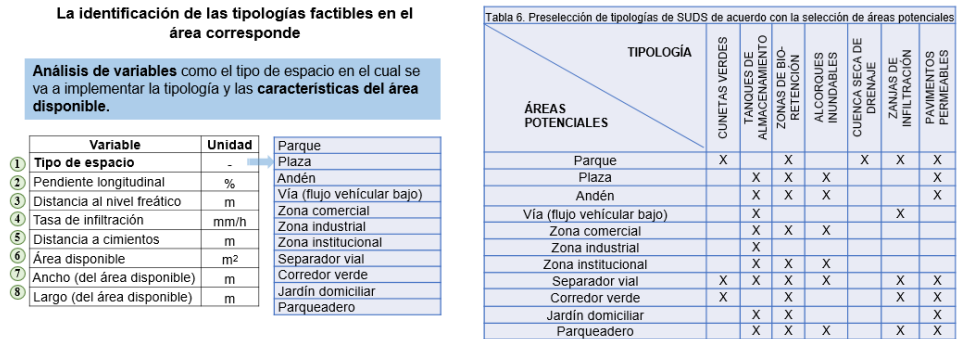 La identificación de las tipologías factibles en el
área corresponde
Análisis de variables como el tipo de espacio en el cual se
va a implementar la tipología y las características del área
disponible.
Variable Unidad
1 Tipo de espacio -
2 Pendiente longitudinal %
3 Distancia al nivel freático m
4 Tasa de infiltración mm/h
5 Distancia a cimientos m
6 Área disponible m²
7 Ancho (del área disponible) m
8 Largo (del área disponible) m
Parque
Plaza
Andén
Vía (flujo vehícular bajo)
Zona comercial
Zona industrial
Zona institucional
Separador vial
Corredor verde
Jardín domiciliar
Parqueadero
Tabla 6. Preselección de tipologías de SUDS de acuerdo con la selección de áreas potenciales
TIPOLOGÍA
ÁREAS
POTENCIALES
CUNETAS VERDES
TANQUES DE
ALMACENAMIENTO
ZONAS DE BIO-
RETENCIÓN
ALCORQUES
INUNDABLES
CUENCA SECA DE
DRENAJE
ZANJAS DE
INFILTRACIÓN
PAVIMENTOS
PERMEABLES
Parque X X X X X
Plaza X X X X
Andén X X X X
Vía (flujo vehícular bajo) X X
Zona comercial X X X
Zona industrial X
Zona institucional X X X
Separador vial X X X X X X
Corredor verde X X X X
Jardín domiciliar X X X
Parqueadero X X X X X